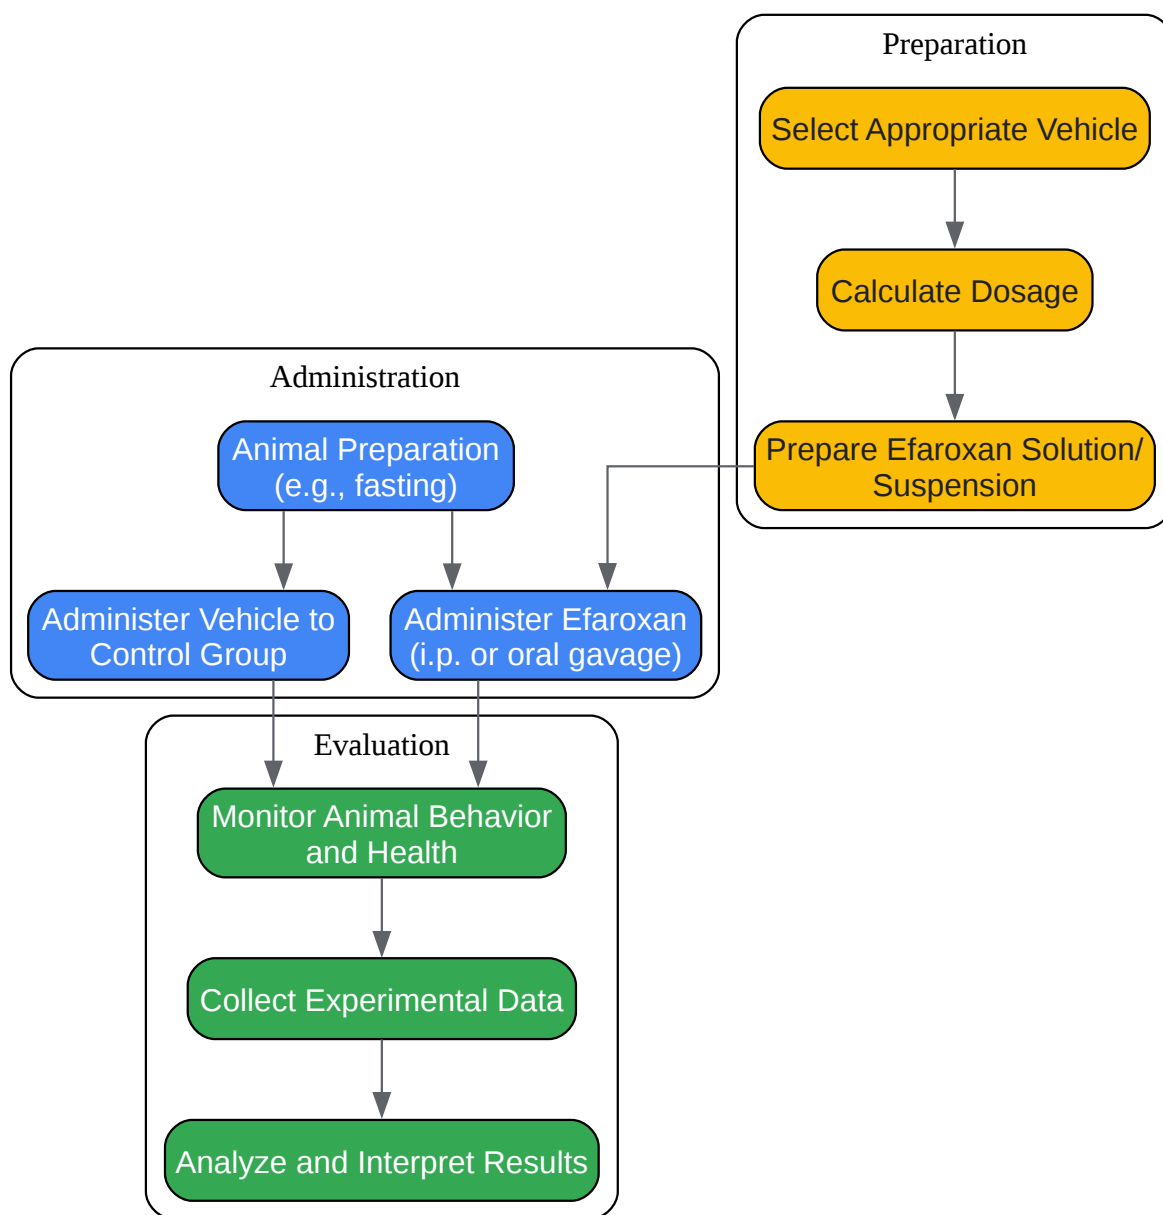 Preparation
Select Appropriate Vehicle
Calculate Dosage
Prepare Efaroxan Solution/
Suspension
Administration
Animal Preparation
(e.g., fasting)
Administer Vehicle to
Control Group
Administer Efaroxan
(i.p. or oral gavage)
Evaluation
Monitor Animal Behavior
and Health
Collect Experimental Data
Analyze and Interpret Results